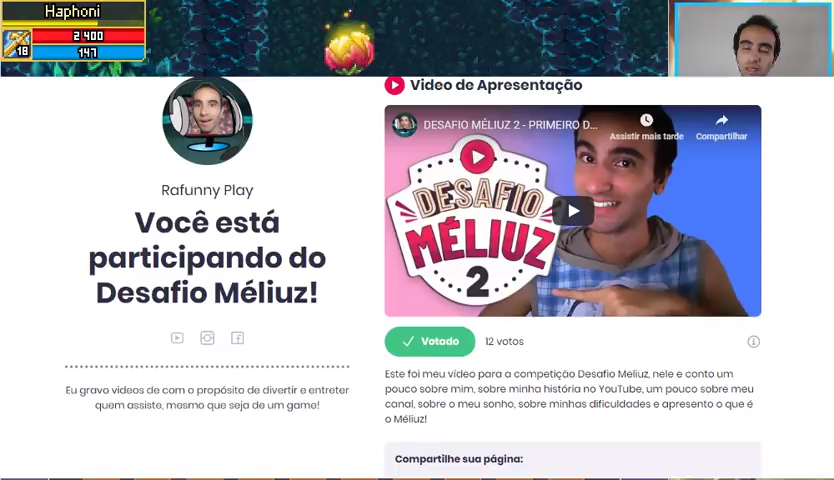 Haphoni
2400
18
147
Rafunny Play
Você está
participando do
Desafio Méliuz!
Eu gravo videos de com o propósito de divertir e entreter
quem assiste, mesmo que seja de um game!
Video de Apresentação
DESAFIO MÉLIUZ 2 - PRIMEIRO D...
Assistir mais tarde
Compartilhar
DESAFIO
MÉLIUZ
2
Votado
12 votos
Este foi meu vídeo para a competição Desafio Meliuz, nele e conto um
pouco sobre mim, sobre minha história no YouTube, um pouco sobre meu
canal, sobre o meu sonho, sobre minhas dificuldades e apresento o que é
o Méliuz!
Compartilhe sua página: